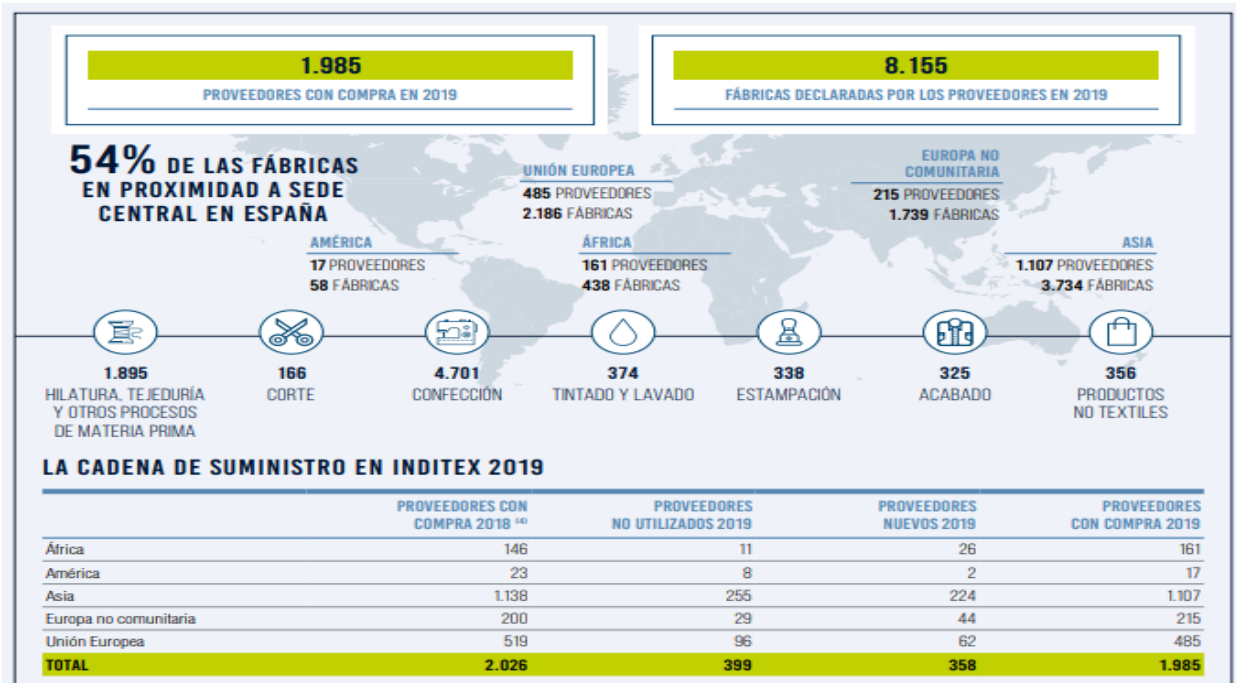 1.985
PROVEEDORES CON COMPRA EN 2019
8.155
FÁBRICAS DECLARADAS POR LOS PROVEEDORES EN 2019
54% DE LAS FÁBRICAS
EN PROXIMIDAD A SEDE
CENTRAL EN ESPAÑA
UNIÓN EUROPEA
485 PROVEEDORES
2.186 FÁBRICAS
EUROPA NO
COMUNITARIA
215 PROVEEDORES
1.739 FÁBRICAS
AMÉRICA
17 PROVEEDORES
58 FÁBRICAS
ÁFRICA
161 PROVEEDORES
438 FÁBRICAS
ASIA
1.107 PROVEEDORES
3.734 FÁBRICAS
1.895
HILATURA, TEJEDURÍA
Y OTROS PROCESOS
DE MATERIA PRIMA
166
CORTE
4.701
CONFECCIÓN
374
TINTADO Y LAVADO
338
ESTAMPACIÓN
325
ACABADO
356
PRODUCTOS
NO TEXTILES
LA CADENA DE SUMINISTRO EN INDITEX 2019
PROVEEDORES CON
COMPRA 2018 (4)
PROVEEDORES
NO UTILIZADOS 2019
PROVEEDORES
NUEVOS 2019
PROVEEDORES
CON COMPRA 2019
África 146 11 26 161
América 23 8 2 17
Asia 1.138 255 224 1.107
Europa no comunitaria 200 29 44 215
Unión Europea 519 96 62 485
TOTAL 2.026 399 358 1.985